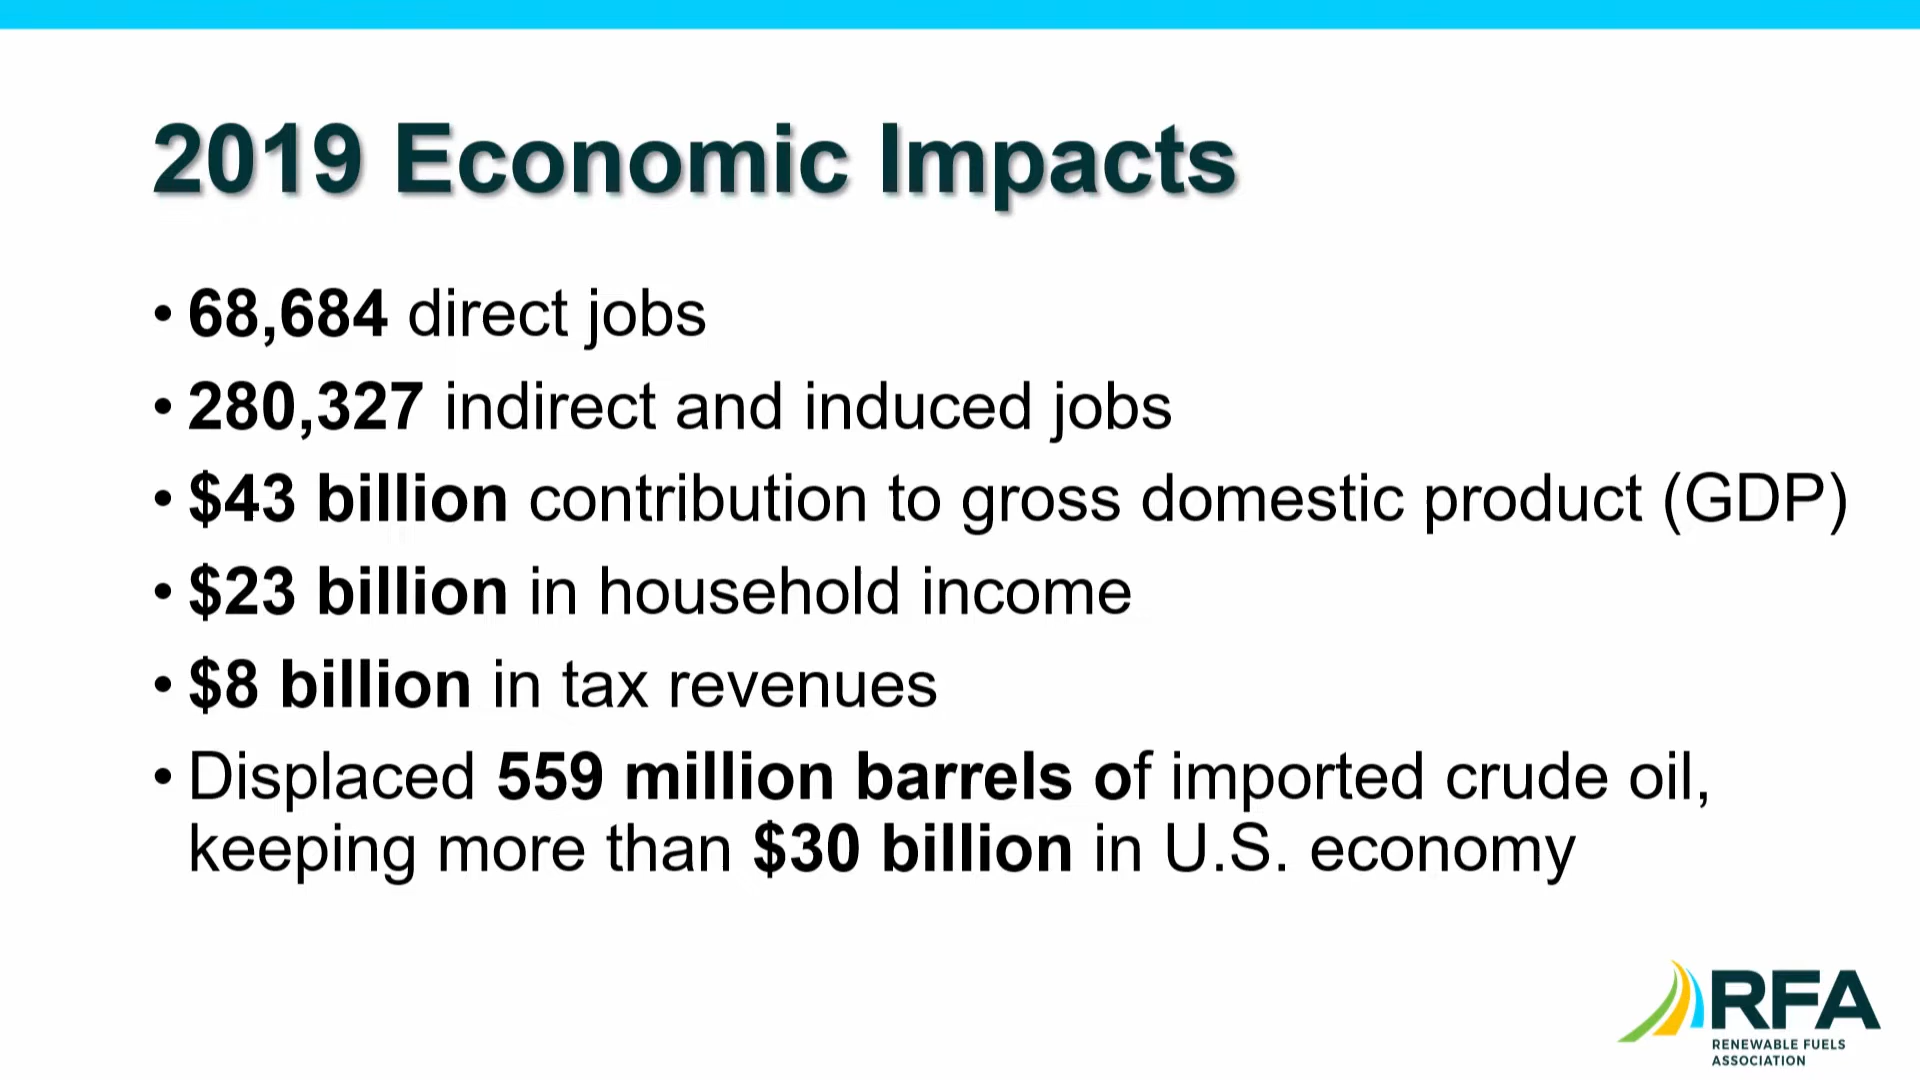 2019 Economic Impacts
• 68,684 direct jobs
• 280,327 indirect and induced jobs
• $43 billion contribution to gross domestic product (GDP)
• $23 billion in household income
• $8 billion in tax revenues
• Displaced 559 million barrels of imported crude oil,
keeping more than $30 billion in U.S. economy
RFA
RENEWABLE FUELS
ASSOCIATION